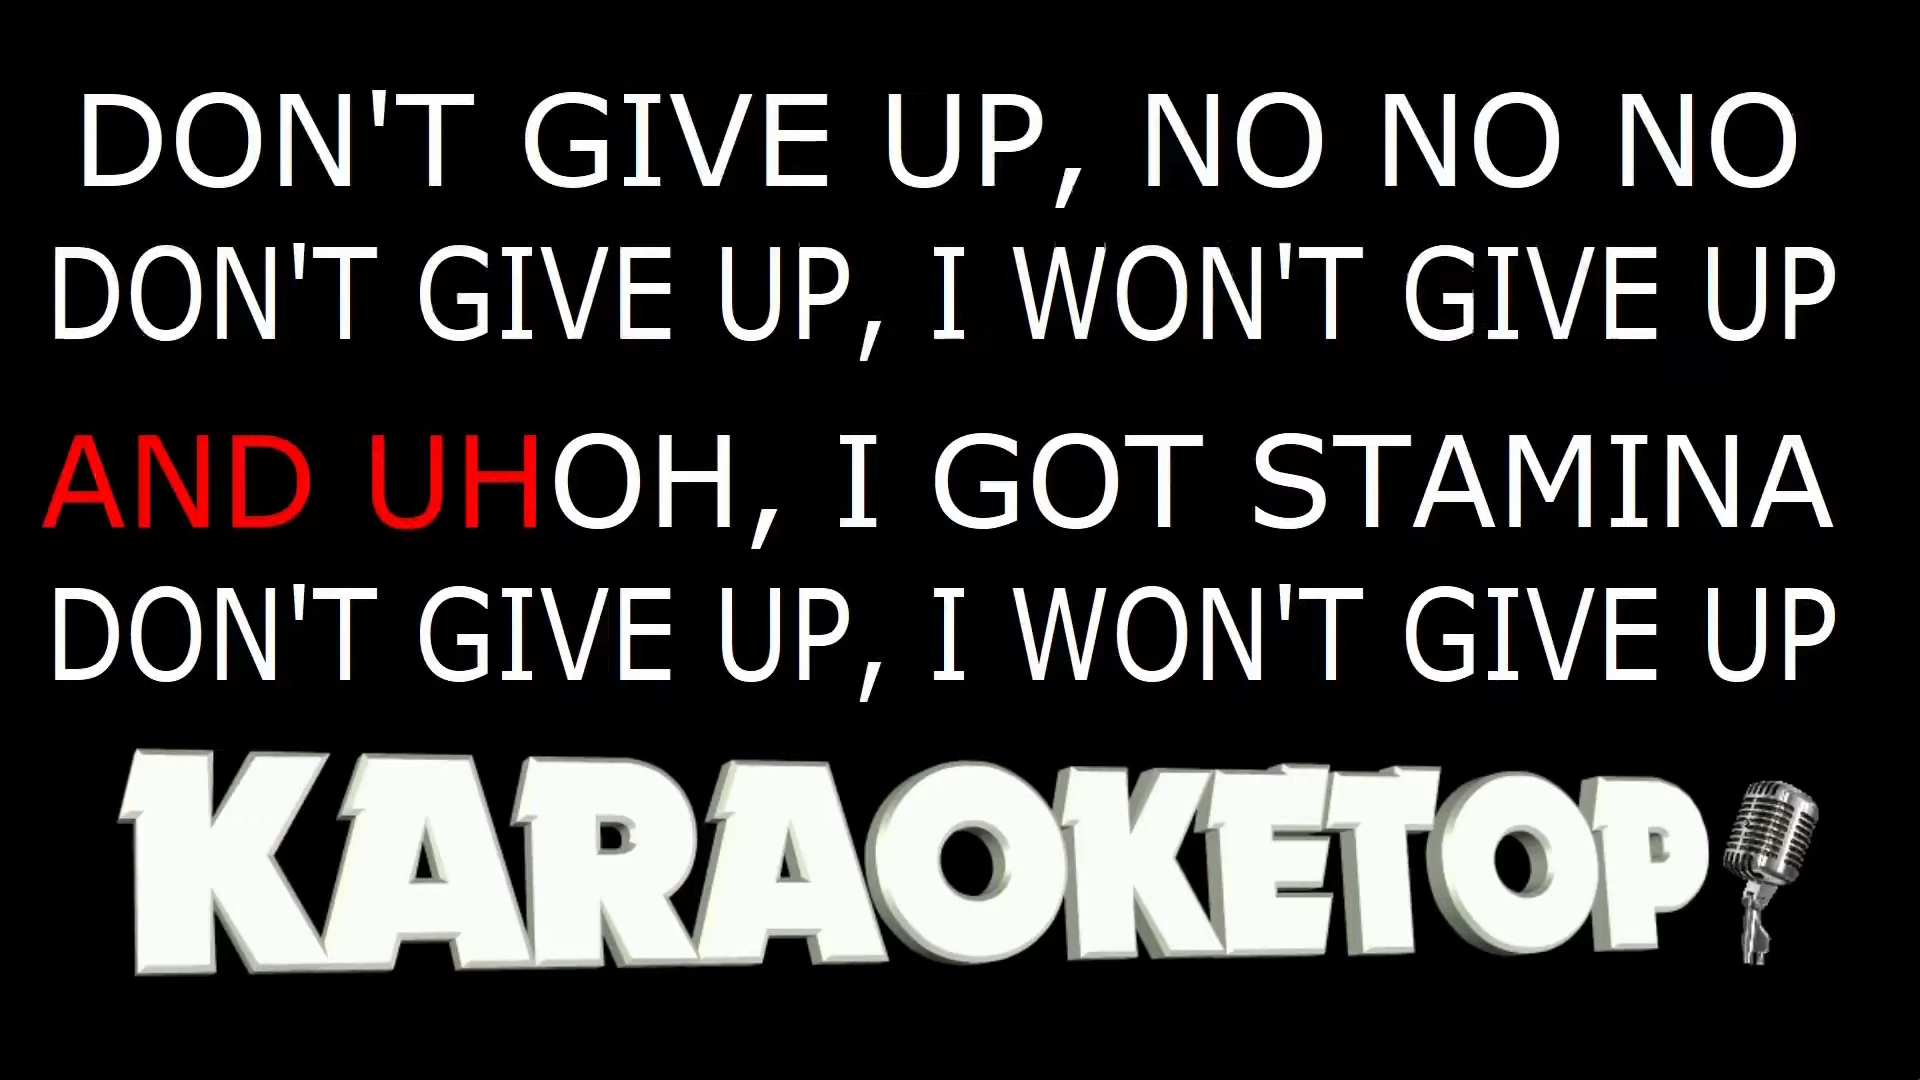 DON'T GIVE UP, NO NO NO
DON'T GIVE UP, I WON'T GIVE UP
AND UHOH, I GOT STAMINA
DON'T GIVE UP, I WON'T GIVE UP
KARAOKETOP